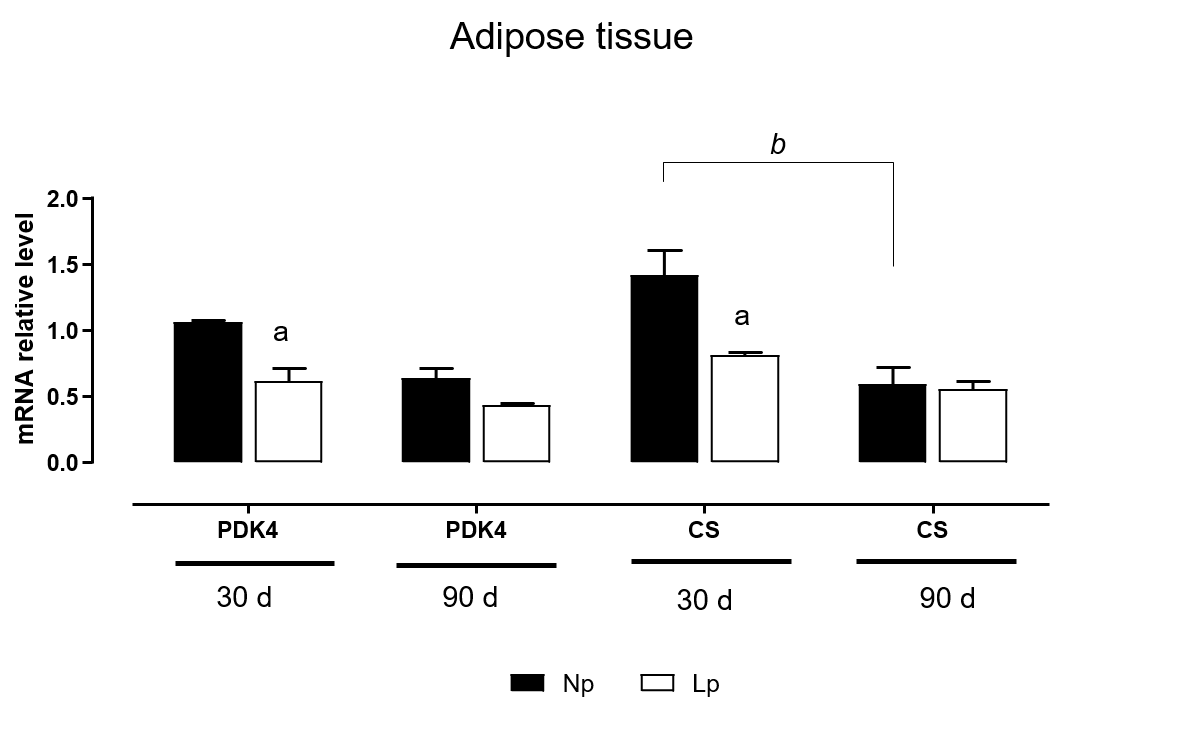 Adipose tissue
b
mRNA relative level
2.0
1.5
1.0
0.5
0.0
a
a
PDK4 PDK4 CS CS
30 d 90 d 30 d 90 d
Np Lp